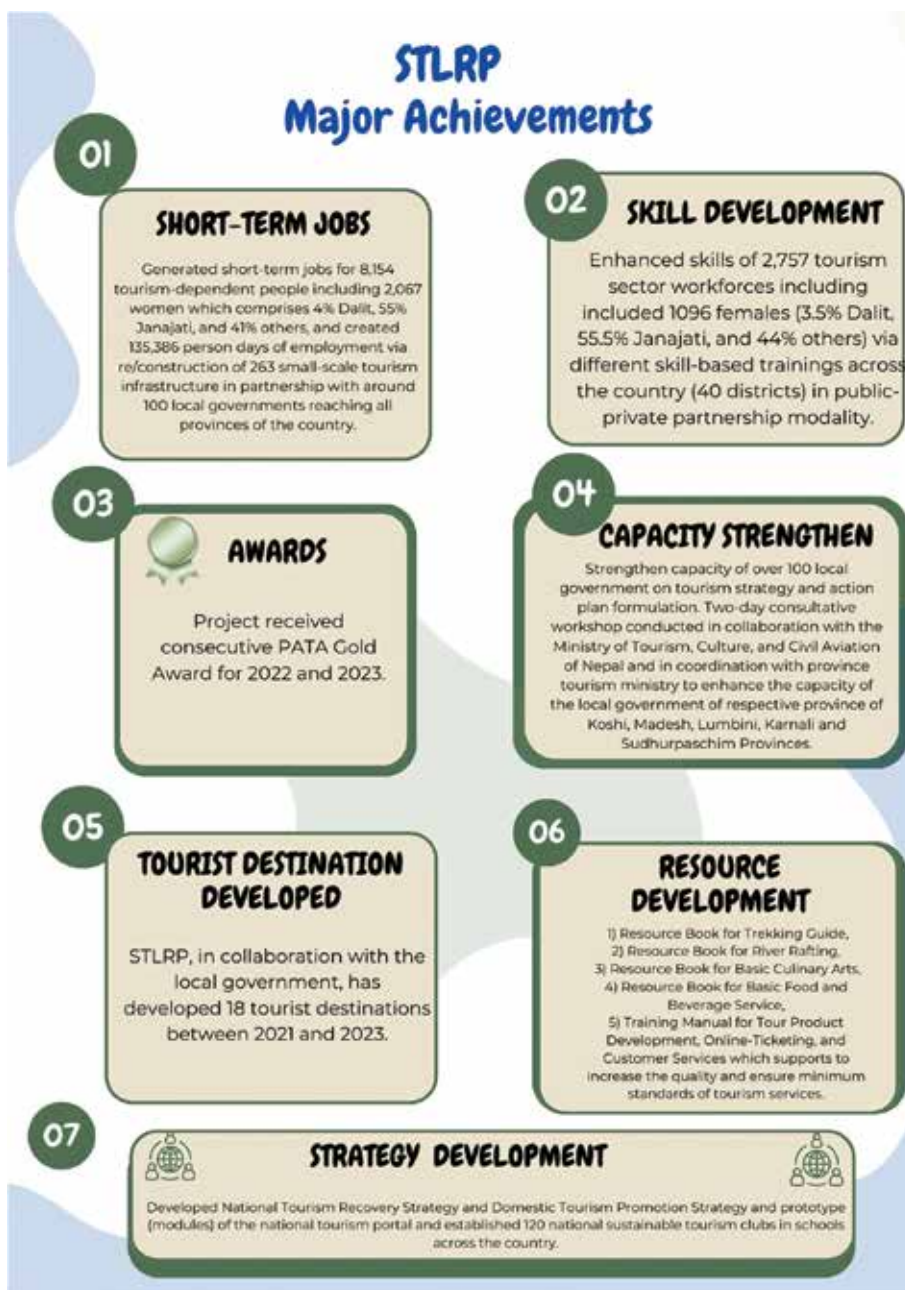 STLRP
Major Achievements
01
SHORT-TERM JOBS
Generated short-term jobs for 8,154
tourism-dependent people including 2,067
women which comprises 4% Dalit, 55%
Janajati, and 41% others, and created
135,386 person days of employment via
re/construction of 263 small-scale tourism
infrastructure in partnership with around
100 local governments reaching all
provinces of the country.
02
SKILL DEVELOPMENT
Enhanced skills of 2,757 tourism
sector workforces including
included 1096 females (3.5% Dalit,
55.5% Janajati, and 44% others) via
different skill-based trainings across
the country (40 districts) in public-
private partnership modality.
03
AWARDS
Project received
consecutive PATA Gold
Award for 2022 and 2023.
04
CAPACITY STRENGTHEN
Strengthen capacity of over 100 local
government on tourism strategy and action
plan formulation. Two-day consultative
workshop conducted in collaboration with the
Ministry of Tourism, Culture, and Civil Aviation
of Nepal and in coordination with province
tourism ministry to enhance the capacity of
the local government of respective province of
Koshi, Madesh, Lumbini, Karnali and
Sudhurpaschim Provinces.
05
TOURIST DESTINATION
DEVELOPED
STLRP, in collaboration with the
local government, has
developed 18 tourist destinations
between 2021 and 2023.
06
RESOURCE
DEVELOPMENT
1) Resource Book for Trekking Guide,
2) Resource Book for River Rafting,
3) Resource Book for Basic Culinary Arts,
4) Resource Book for Basic Food and
Beverage Service,
5) Training Manual for Tour Product
Development, Online-Ticketing, and
Customer Services which supports to
increase the quality and ensure minimum
standards of tourism services.
07
STRATEGY DEVELOPMENT
Developed National Tourism Recovery Strategy and Domestic Tourism Promotion Strategy and prototype
(modules) of the national tourism portal and established 120 national sustainable tourism clubs in schools
across the country.